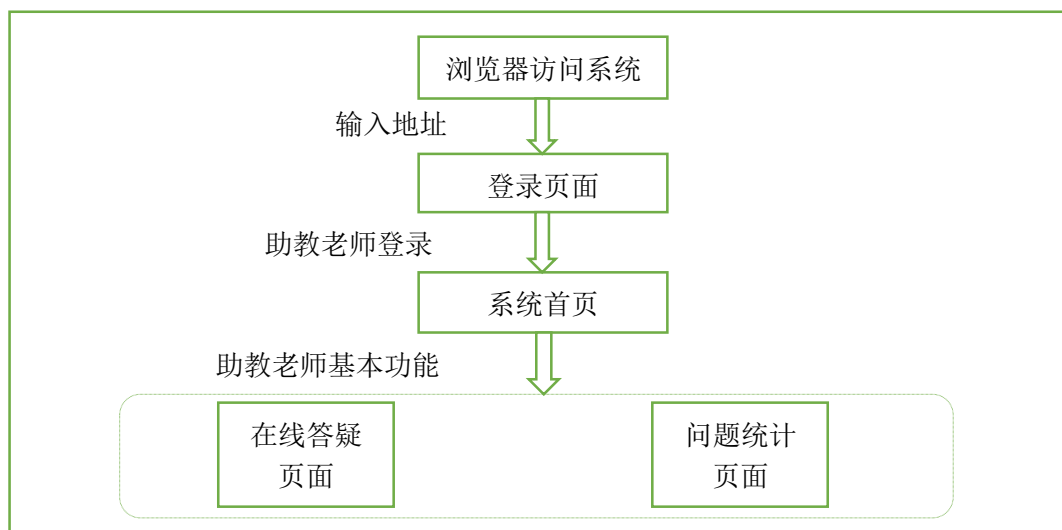 浏览器访问系统
输入地址
登录页面
助教老师登录
系统首页
助教老师基本功能
在线答疑
页面
问题统计
页面